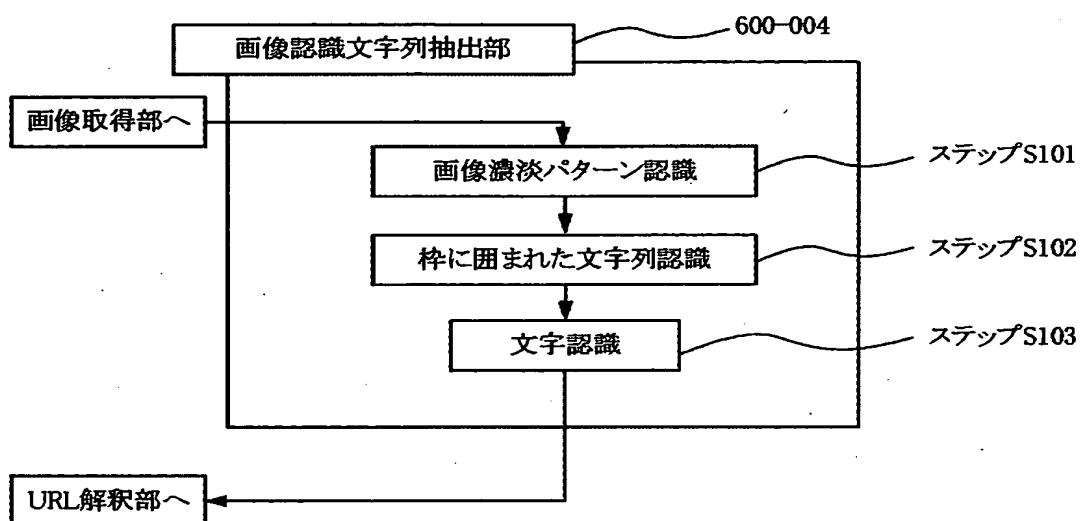 600-004
画像認識文字列抽出部
画像取得部へ
画像濃淡パターン認識
ステップS101
枠に囲まれた文字列認識
ステップS102
文字認識
ステップS103
URL解釈部へ